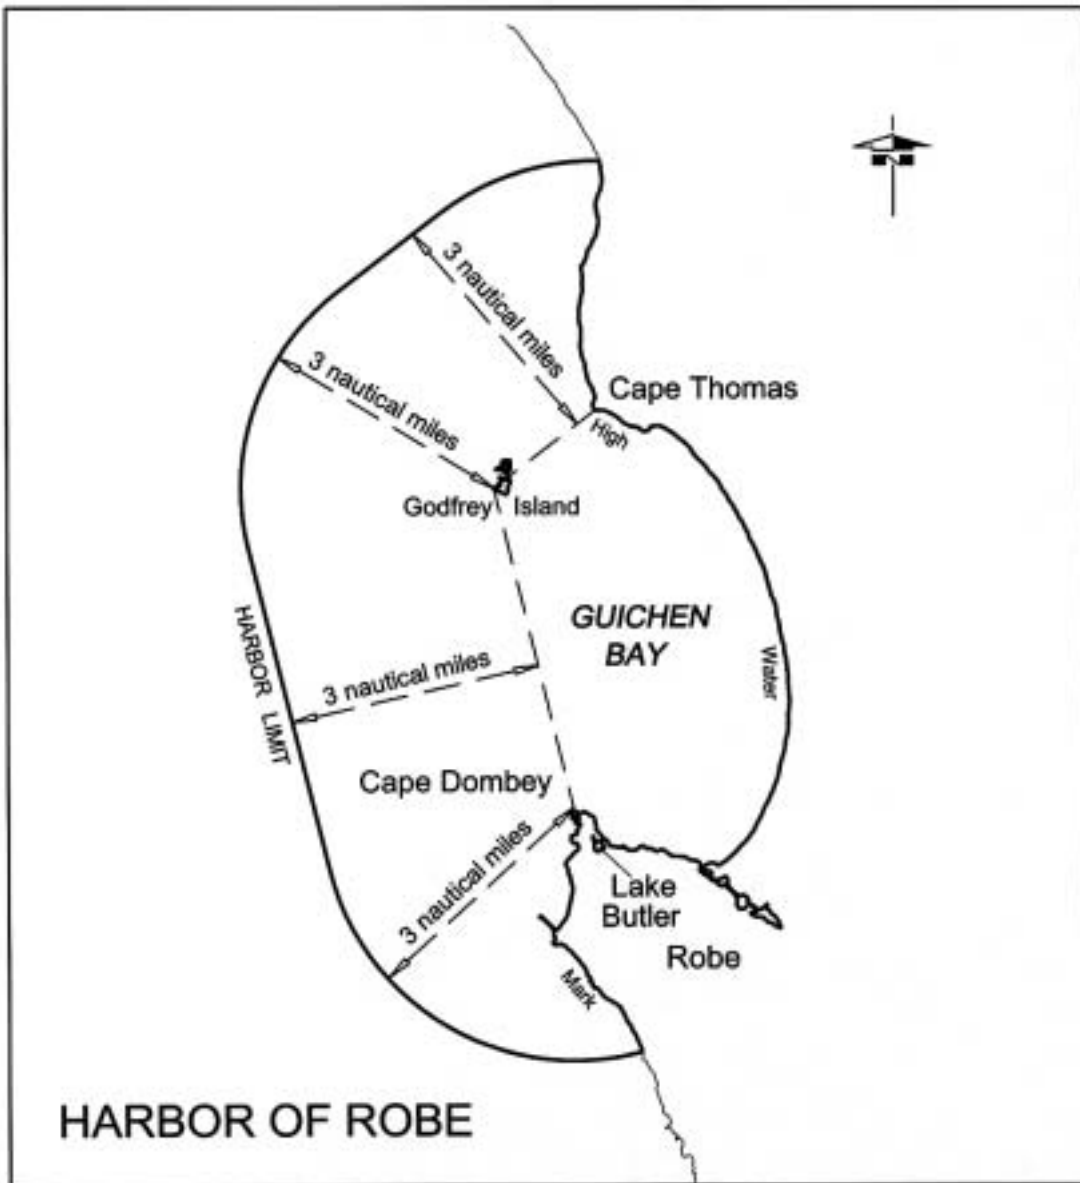 N
3 nautical miles
3 nautical miles
Cape Thomas
High
Godfrey Island
GUICHEN
BAY
Water
HARBOR LIMIT
3 nautical miles
Cape Dombey
3 nautical miles
Lake
Butler
Robe
Mark
HARBOR OF ROBE